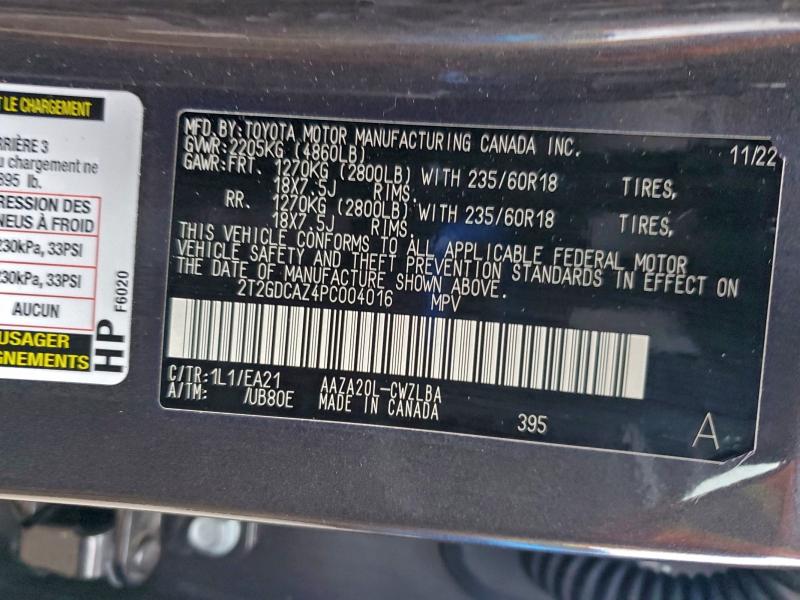 T LE CHARGEMENT
RRIÈRE 3
u chargement ne
395 lb.
RESSION DES
NEUS À FROID
230kPa, 33PSI
230kPa, 33PSI
AUCUN
USAGER
GNEMENTS
HP
F6020
MFD.BY:TOYOTA MOTOR MANUFACTURING CANADA INC. 11/22
GVWR:2205KG (4860LB)
GAWR:FRT. 1270KG (2800LB) WITH 235/60R18 TIRES,
18X7.5J RIMS.
RR. 1270KG (2800LB) WITH 235/60R18 TIRES,
18X7.5J RIMS.
THIS VEHICLE CONFORMS TO ALL APPLICABLE FEDERAL MOTOR
VEHICLE SAFETY AND THEFT PREVENTION STANDARDS IN EFFECT ON
THE DATE OF MANUFACTURE SHOWN ABOVE.
2T2GDCAZ4PC004016 MPV
C/TR:1L1/EA21 AAZA20L-CWZLBA
A/TM: /UB80E MADE IN CANADA
395
A